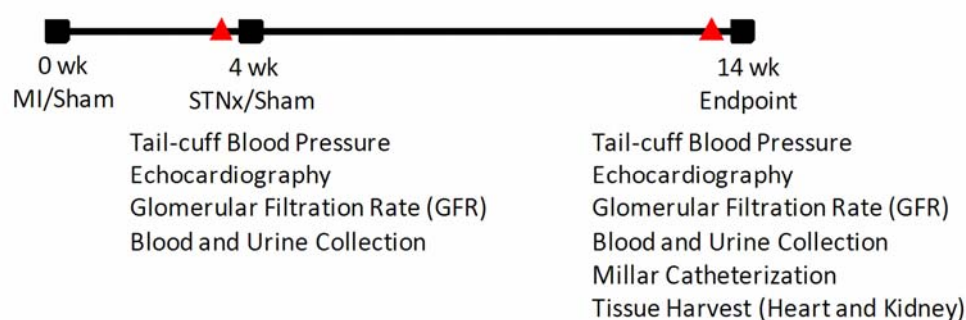 0 wk
MI/Sham
4 wk
STNx/Sham
14 wk
Endpoint
Tail-cuff Blood Pressure
Echocardiography
Glomerular Filtration Rate (GFR)
Blood and Urine Collection
Tail-cuff Blood Pressure
Echocardiography
Glomerular Filtration Rate (GFR)
Blood and Urine Collection
Millar Catheterization
Tissue Harvest (Heart and Kidney)